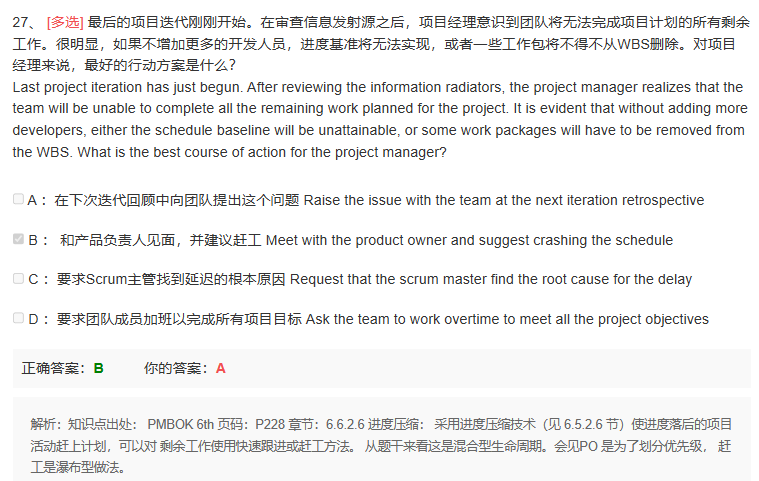 27、 [多选] 最后的项目迭代刚刚开始。在审查信息发射源之后，项目经理意识到团队将无法完成项目计划的所有剩余
工作。很明显，如果不增加更多的开发人员，进度基准将无法实现，或者一些工作包将不得不从WBS删除。对项目
经理来说，最好的行动方案是什么？
Last project iteration has just begun. After reviewing the information radiators, the project manager realizes that the
team will be unable to complete all the remaining work planned for the project. It is evident that without adding more
developers, either the schedule baseline will be unattainable, or some work packages will have to be removed from
the WBS. What is the best course of action for the project manager?
A： 在下次迭代回顾中向团队提出这个问题 Raise the issue with the team at the next iteration retrospective
B： 和产品负责人见面，并建议赶工 Meet with the product owner and suggest crashing the schedule
C： 要求Scrum主管找到延迟的根本原因 Request that the scrum master find the root cause for the delay
D： 要求团队成员加班以完成所有项目目标 Ask the team to work overtime to meet all the project objectives
正确答案：B 你的答案：A
解析：知识点出处： PMBOK 6th 页码：P228 章节：6.6.2.6 进度压缩： 采用进度压缩技术（见 6.5.2.6 节）使进度落后的项目
活动赶上计划，可以对 剩余工作使用快速跟进或赶工方法。 从题干来看这是混合型生命周期。会见PO 是为了划分优先级， 赶
工是瀑布型做法。